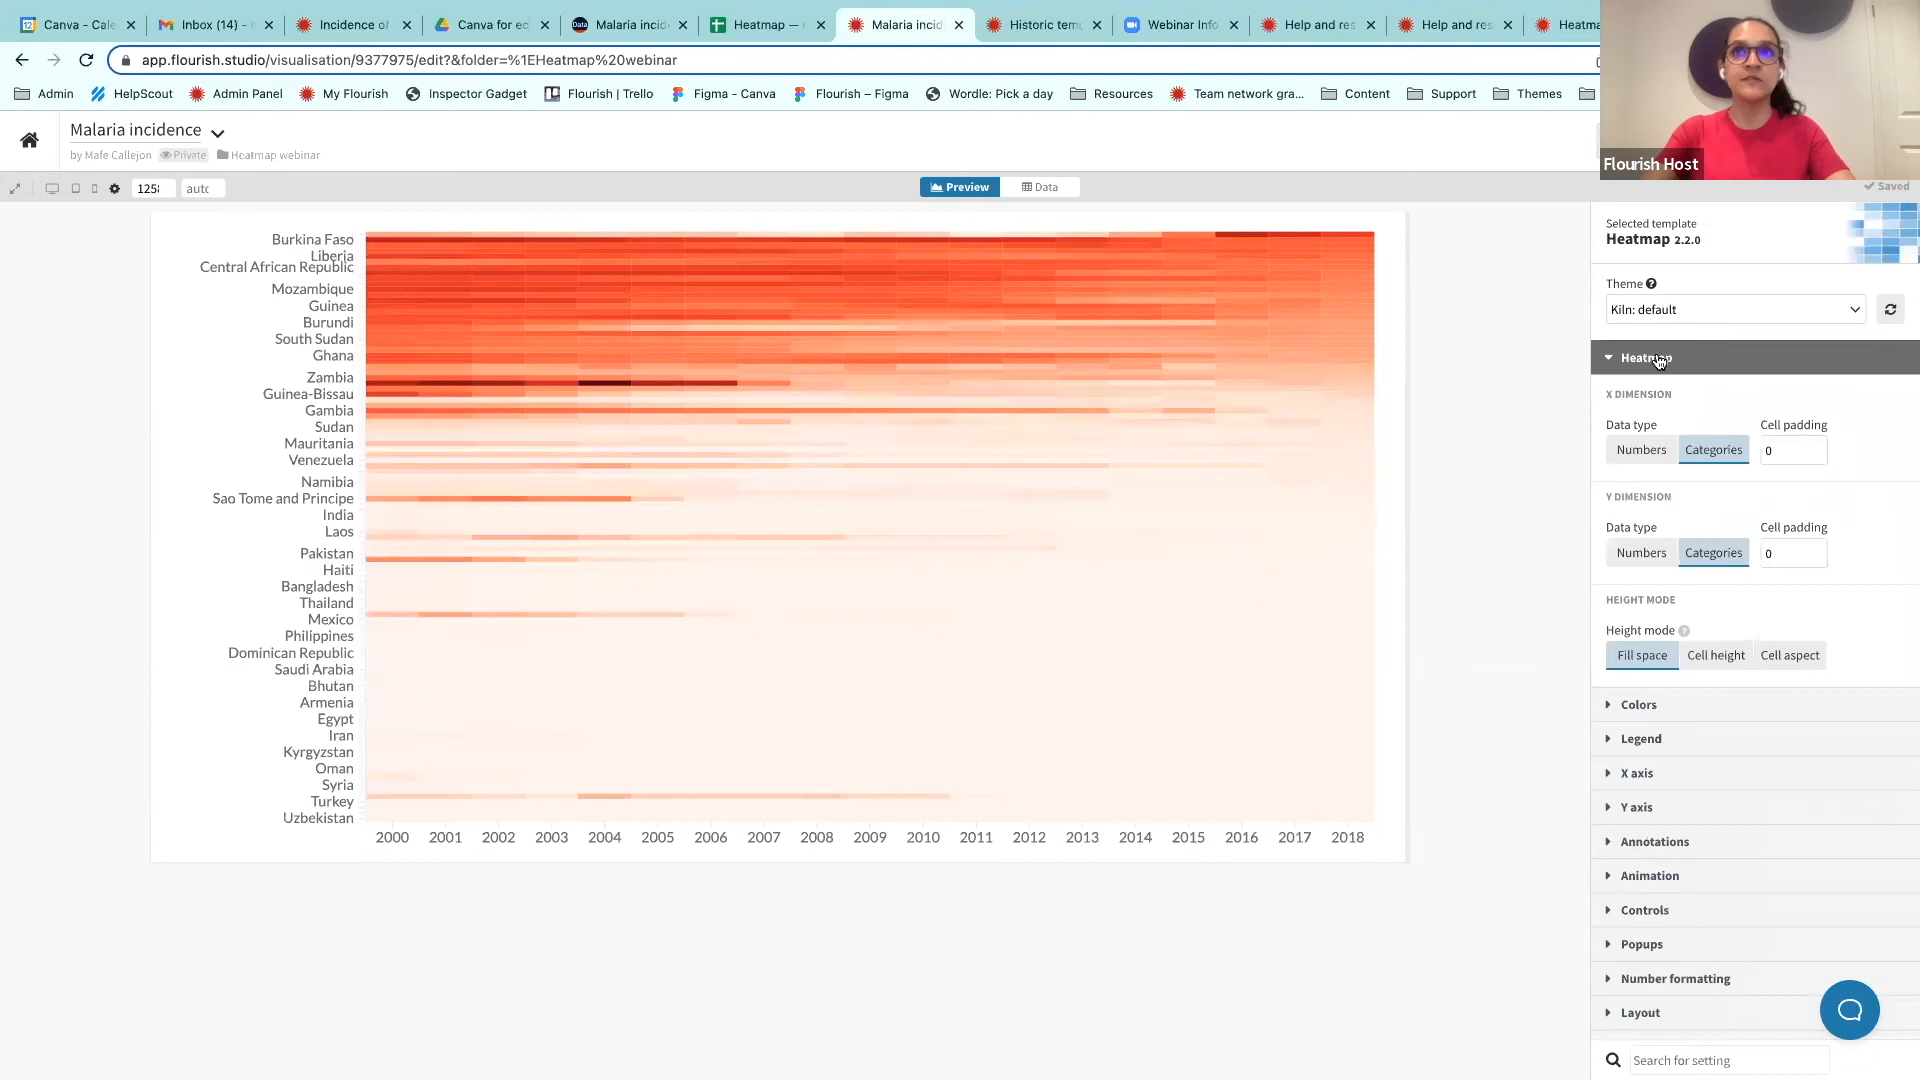 Canva - Cale
Inbox (14) -
Incidence of
Canva for ec
Malaria incid
Heatmap —
Malaria incid
Historic tem
Webinar Info
Help and res
Help and res
Heatma
app.flourish.studio/visualisation/9377975/edit?&folder=%1EHeatmap%20webinar
Admin
HelpScout
Admin Panel
My Flourish
Inspector Gadget
Flourish | Trello
Figma - Canva
Flourish – Figma
Wordle: Pick a day
Resources
Team network gra...
Content
Support
Themes
Flourish Host
Malaria incidence
by Mafe Callejon Private Heatmap webinar
1258 auto
Preview Data
Saved
Burkina Faso
Liberia
Central African Republic
Mozambique
Guinea
Burundi
South Sudan
Ghana
Zambia
Guinea-Bissau
Gambia
Sudan
Mauritania
Venezuela
Namibia
Sao Tome and Principe
India
Laos
Pakistan
Haiti
Bangladesh
Thailand
Mexico
Philippines
Dominican Republic
Saudi Arabia
Bhutan
Armenia
Egypt
Iran
Kyrgyzstan
Oman
Syria
Turkey
Uzbekistan
2000 2001 2002 2003 2004 2005 2006 2007 2008 2009 2010 2011 2012 2013 2014 2015 2016 2017 2018
Selected template
Heatmap 2.2.0
Theme ?
Kiln: default
Heatmap
X DIMENSION
Data type Cell padding
Numbers Categories 0
Y DIMENSION
Data type Cell padding
Numbers Categories 0
HEIGHT MODE
Height mode ?
Fill space Cell height Cell aspect
Colors
Legend
X axis
Y axis
Annotations
Animation
Controls
Popups
Number formatting
Layout
Search for setting